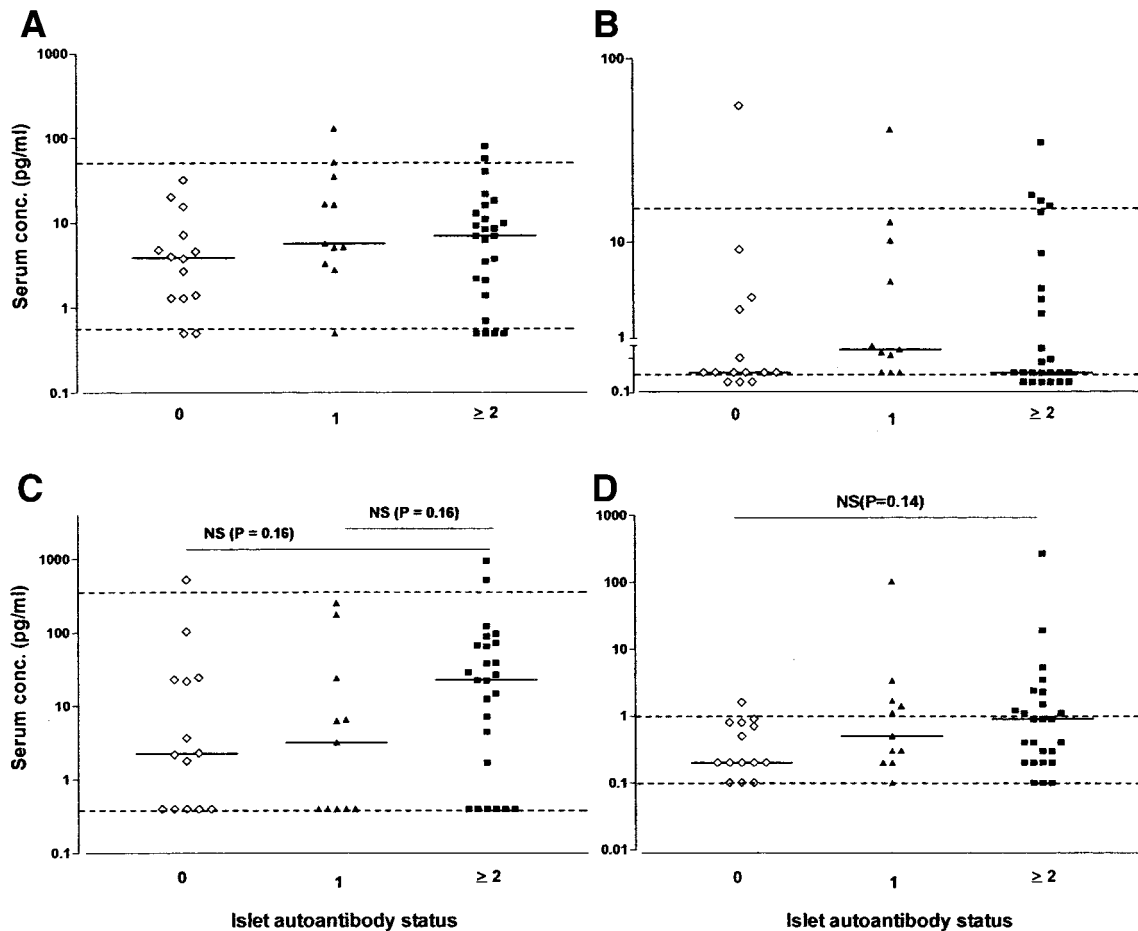 A
Serum conc. (pg/ml)
1000
100
10
1
0.1
0
1
≥ 2
B
100
10
1
0.1
0
1
≥ 2
C
NS (P = 0.16)
NS (P = 0.16)
Serum conc. (pg/ml)
1000
100
10
1
0.1
0
1
≥ 2
Islet autoantibody status
D
NS(P=0.14)
1000
100
10
1
0.1
0.01
0
1
≥ 2
Islet autoantibody status